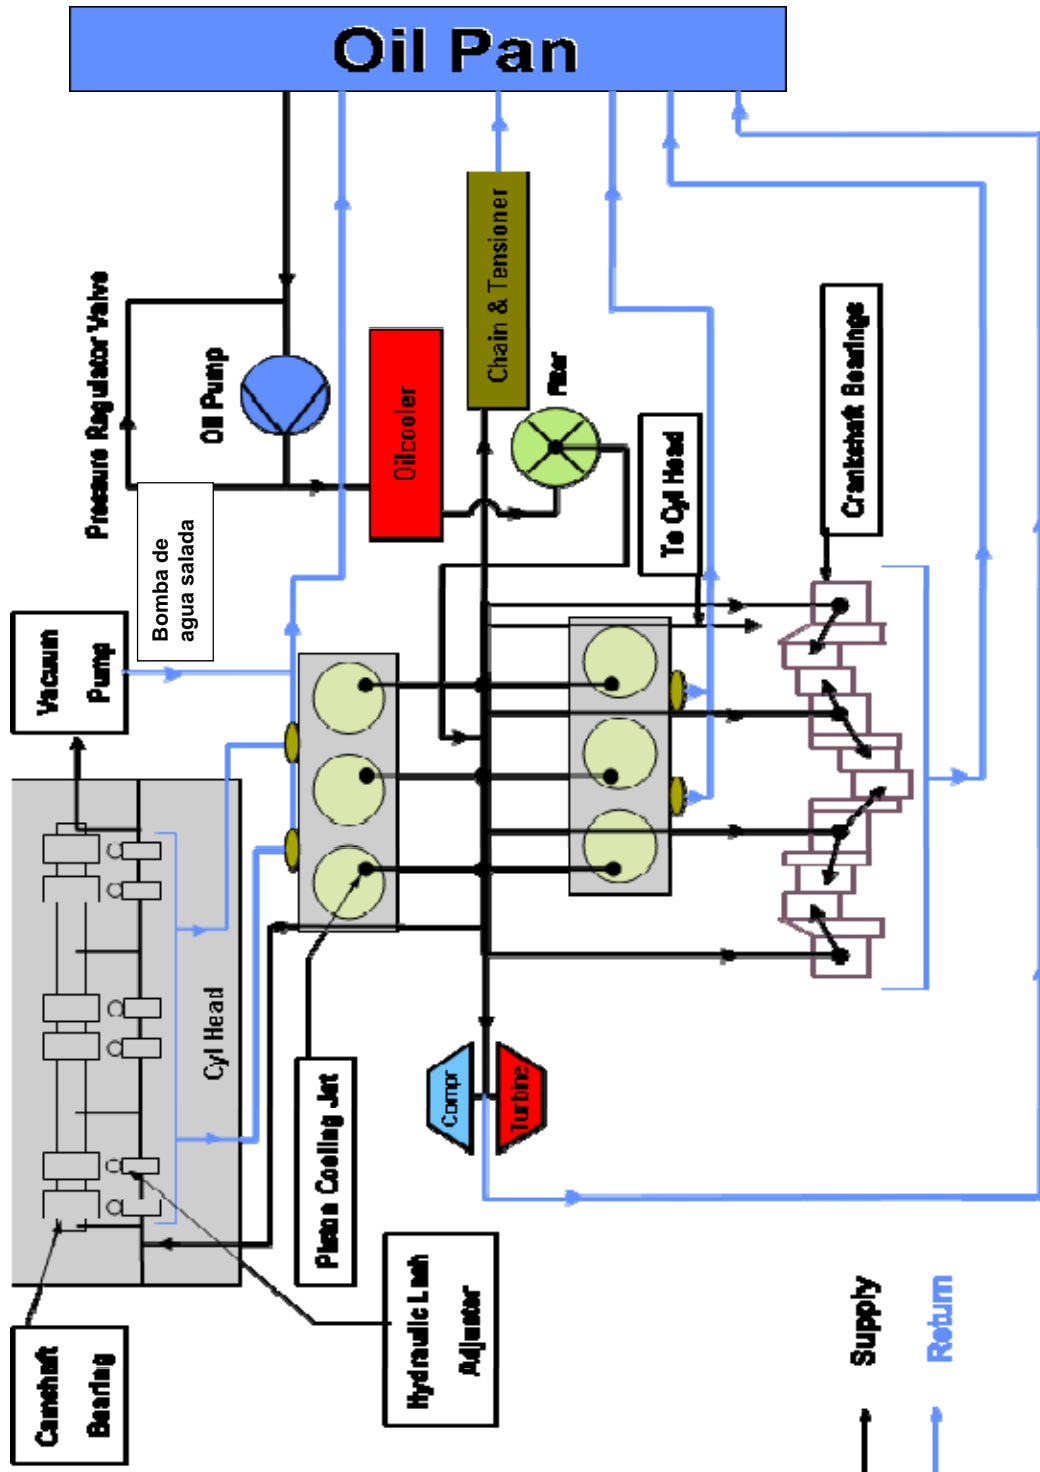 Oil Pan
Pressure Regulator Valve
Oil Pump
Bomba de
agua salada
Oilcooler
Chain & Tensioner
Filter
To Cyl Head
Crankshaft Bearings
Vacuum
Pump
Cyl Head
Compr
Turbine
Piston Cooling Jet
Hydraulic Lash
Adjuster
Camshaft
Bearing
Supply
Return